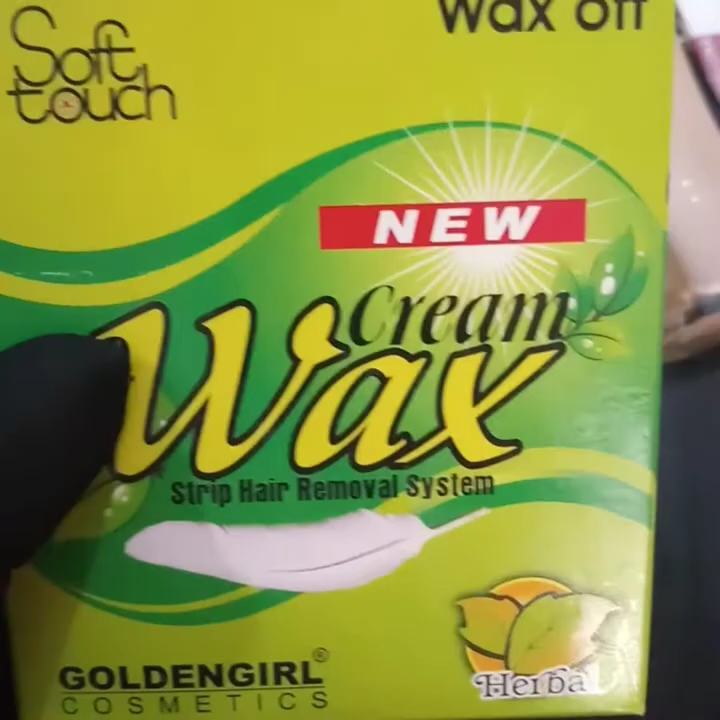 Soft touch
Wax Off
NEW
Cream
Wax
Strip Hair Removal System
GOLDENGIRL®
COSMETICS
Herbal